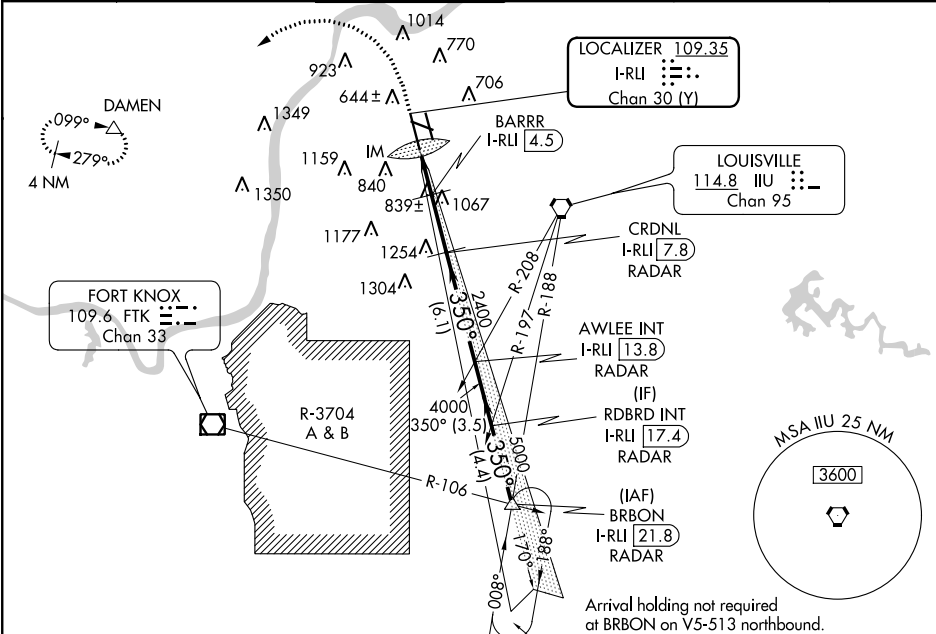 1014
770
923
644±
706
LOCALIZER 109.35
I-RLI
Chan 30 (Y)
DAMEN
099°
279°
4 NM
1349
BARRR
I-RLI 4.5
IM
1159
840
1350
839±
1067
LOUISVILLE
114.8 IIU
Chan 95
1177
1254
1304
CRDNL
I-RLI 7.8
RADAR
R-208
R-197
R-188
FORT KNOX
109.6 FTK
Chan 33
350°
(6.1)
2400
AWLEE INT
I-RLI 13.8
RADAR
R-3704
A & B
4000
350° (3.5)
(IF)
RDBRD INT
I-RLI 17.4
RADAR
350°
(4.4)
5000
R-106
(IAF)
BRBON
I-RLI 21.8
RADAR
MSA IIU 25 NM
3600
008°
170°
188°
Arrival holding not required
at BRBON on V5-513 northbound.